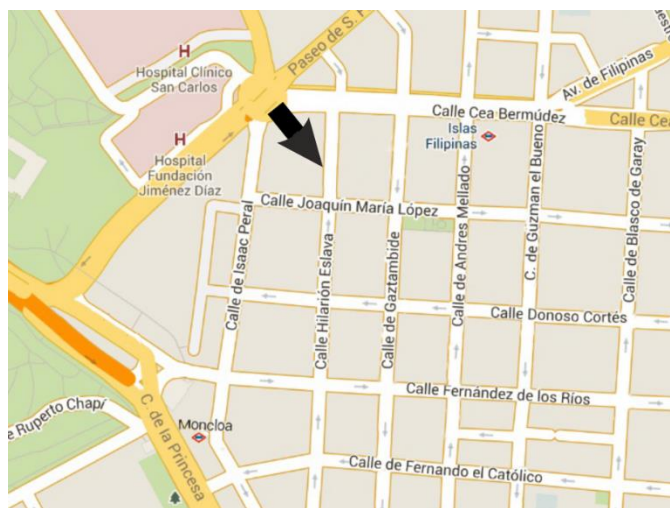 H
Hospital Clínico
San Carlos
Paseo de S. F
Av. de Filipinas
Calle Cea Bermúdez
Calle Cea
Islas
Filipinas
H
Hospital
Fundación
Jiménez Díaz
Calle Joaquín María López
Calle de Isaac Peral
Calle Hilarión Eslava
Calle de Gaztambide
Calle de Andres Mellado
C. de Guzman el Bueno
Calle de Blasco de Garay
Calle Donoso Cortés
Calle Fernández de los Ríos
e Ruperto Chapí
C. de la Princesa
Moncloa
Calle de Fernando el Católico